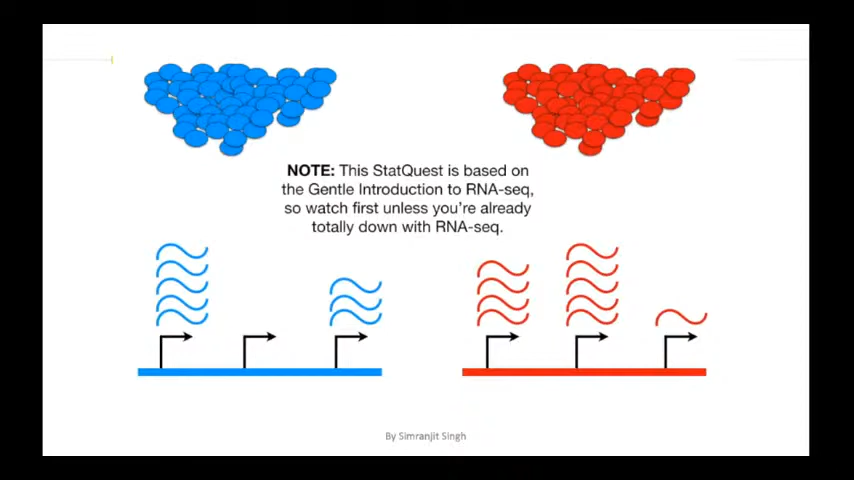 NOTE: This StatQuest is based on
the Gentle Introduction to RNA-seq,
so watch first unless you're already
totally down with RNA-seq.
By Simranjit Singh